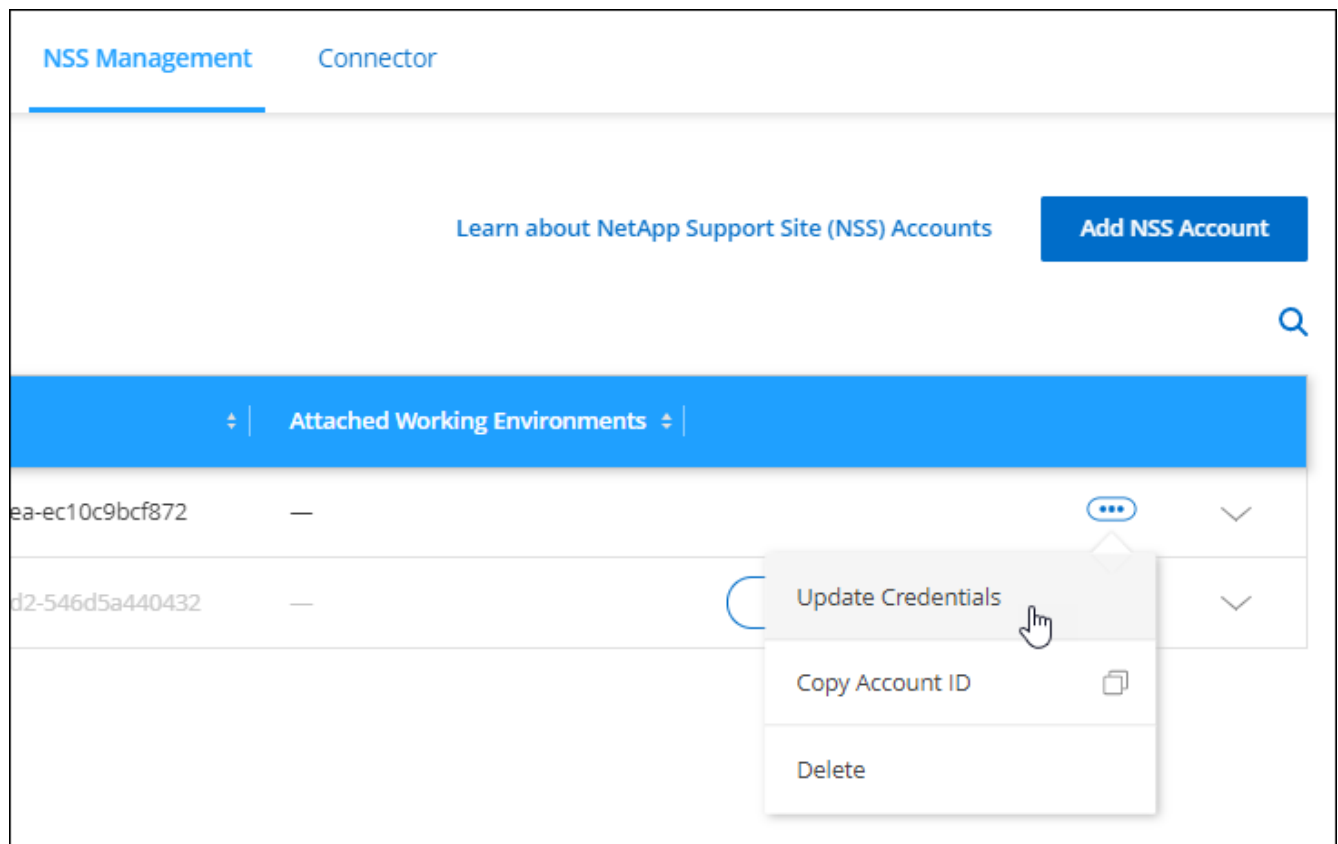 NSS Management Connector
Learn about NetApp Support Site (NSS) Accounts Add NSS Account
Attached Working Environments
ea-ec10c9bcf872 —
d2-546d5a440432 —
Update Credentials
Copy Account ID
Delete